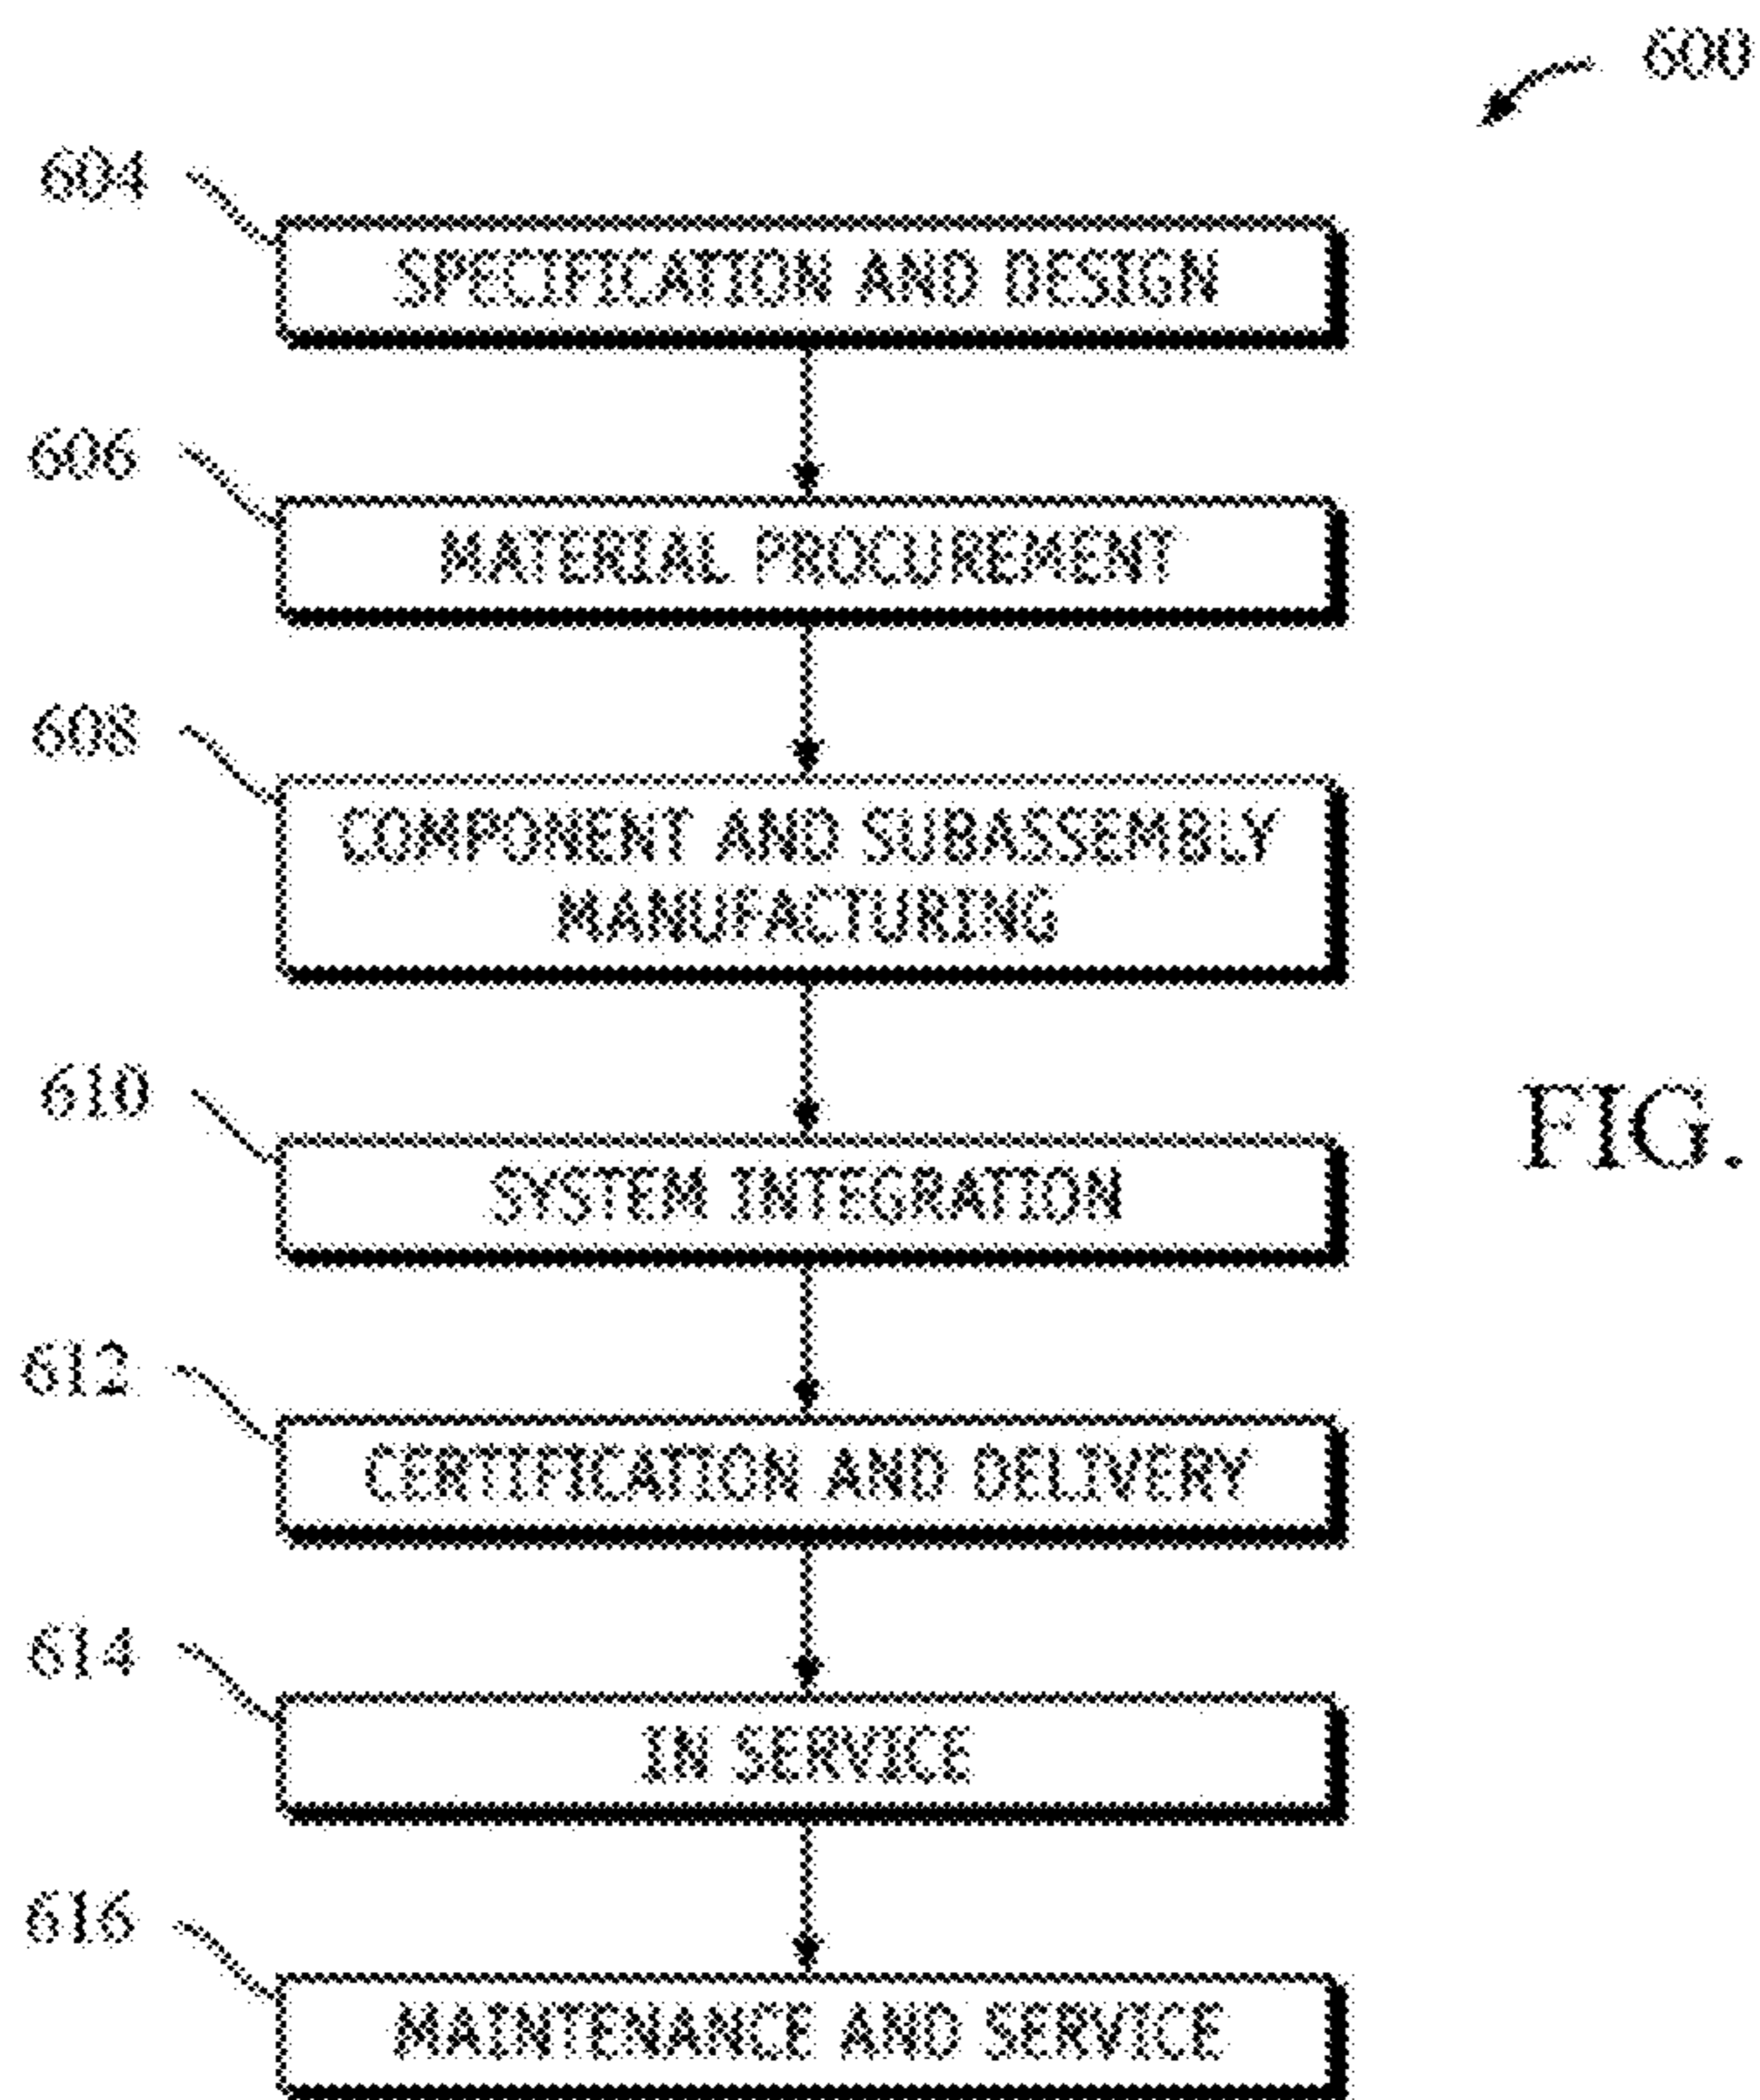 600
604
SPECIFICATION AND DESIGN
606
MATERIAL PROCUREMENT
608
COMPONENT AND SUBASSEMBLY
MANUFACTURING
610
SYSTEM INTEGRATION
FIG.
612
CERTIFICATION AND DELIVERY
614
IN SERVICE
616
MAINTENANCE AND SERVICE